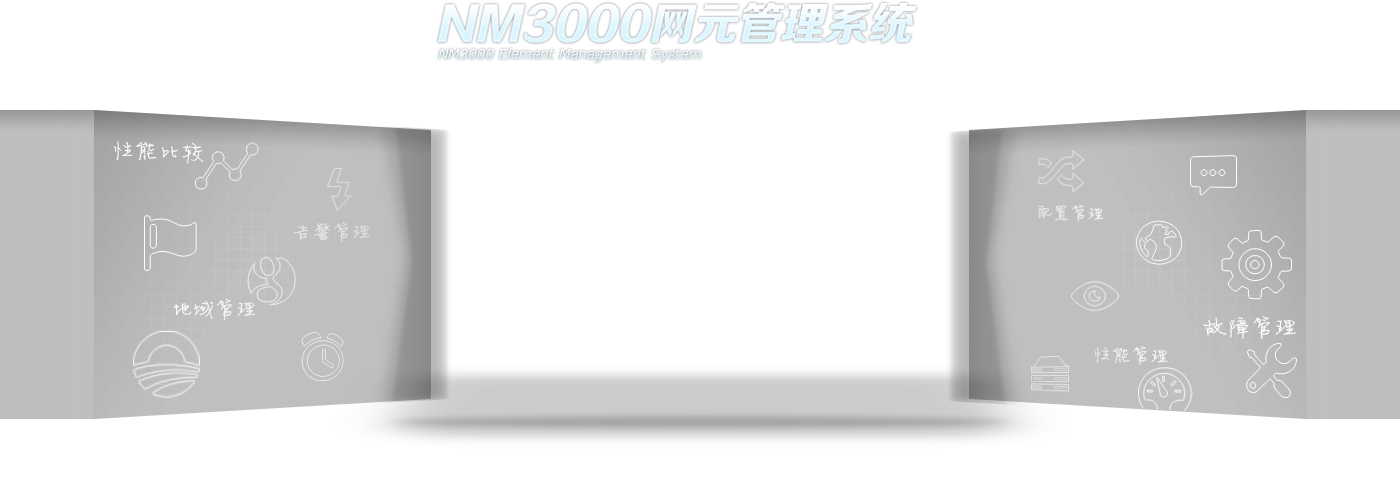 NM3000网元管理系统
NM3000 Element Management System
性能比较
告警管理
地域管理
配置管理
故障管理
性能管理